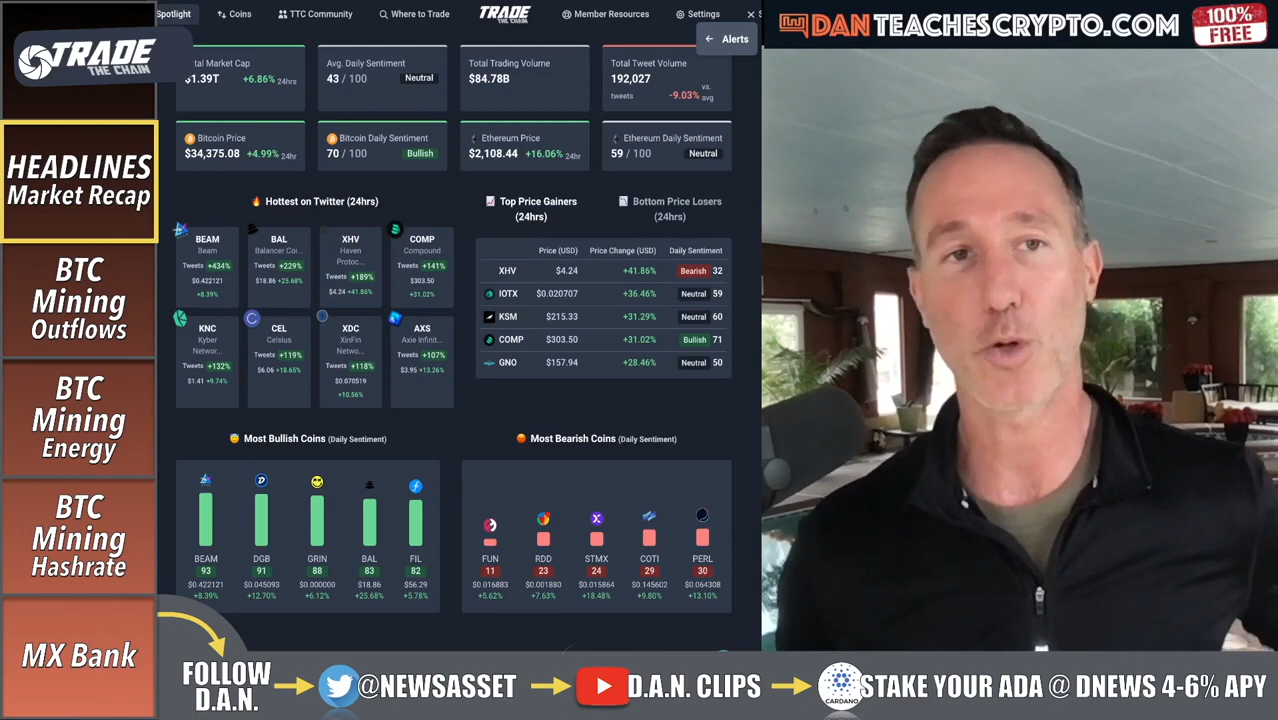 Spotlight
Coins
TTC Community
Where to Trade
TRADE
THE CHAIN
Member Resources
Settings
Alerts
DANTEACHESCRYPTO.COM
100%
FREE
TRADE
THE CHAIN
HEADLINES
Market Recap
BTC
Mining
Outflows
BTC
Mining
Energy
BTC
Mining
Hashrate
MX Bank
Market Cap
$1.39T +6.86% 24hrs
Avg. Daily Sentiment
43 / 100 Neutral
Total Trading Volume
$84.78B
Total Tweet Volume
192,027
tweets -9.03% vs. avg
Bitcoin Price
$34,375.08 +4.99% 24hr
Bitcoin Daily Sentiment
70 / 100 Bullish
Ethereum Price
$2,108.44 +16.06% 24hr
Ethereum Daily Sentiment
59 / 100 Neutral
Hottest on Twitter (24hrs)
BEAM
Beam
Tweets +434%
$0.422121
+8.39%
BAL
Balancer Coi...
Tweets +229%
$18.86 +25.68%
XHV
Haven
Protoc...
Tweets +189%
$4.24 +41.86%
COMP
Compound
Tweets +141%
$303.50
+31.02%
KNC
Kyber
Networ...
Tweets +132%
$1.41 +9.74%
CEL
Celsius
Tweets +119%
$6.06 +18.65%
XDC
XinFin
Netwo...
Tweets +118%
$0.070519
+10.56%
AXS
Axie Infinit...
Tweets +107%
$3.95 +13.26%
Top Price Gainers
(24hrs)
Bottom Price Losers
(24hrs)
Price (USD) Price Change (USD) Daily Sentiment
XHV $4.24 +41.86% Bearish 32
IOTX $0.020707 +36.46% Neutral 59
KSM $215.33 +31.29% Neutral 60
COMP $303.50 +31.02% Bullish 71
GNO $157.94 +28.46% Neutral 50
Most Bullish Coins (Daily Sentiment)
BEAM DGB GRIN BAL FIL
93 91 88 83 82
$0.422121 $0.045093 $0.000000 $18.86 $56.29
+8.39% +12.70% +6.12% +25.68% +5.78%
Most Bearish Coins (Daily Sentiment)
FUN RDD STMX COTI PERL
11 23 24 29 30
$0.016883 $0.001880 $0.015864 $0.145602 $0.064308
+5.62% +7.63% +18.48% +9.80% +13.10%
FOLLOW
D.A.N.
@NEWSASSET
D.A.N. CLIPS
CARDANO
STAKE YOUR ADA @ DNEWS 4-6% APY